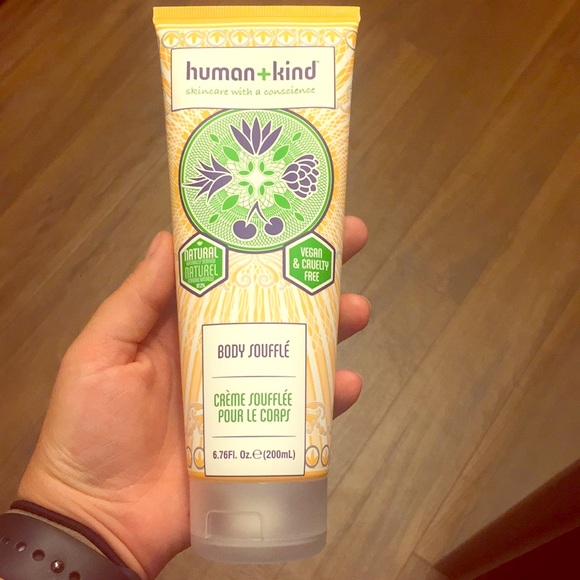 human+kind
skincare with a conscience
NATURAL
NATUREL
VEGAN
& CRUELTY
FREE
BODY SOUFFLÉ
CRÈME SOUFFLÉE
POUR LE CORPS
6.76Fl. Oz.℮(200mL)